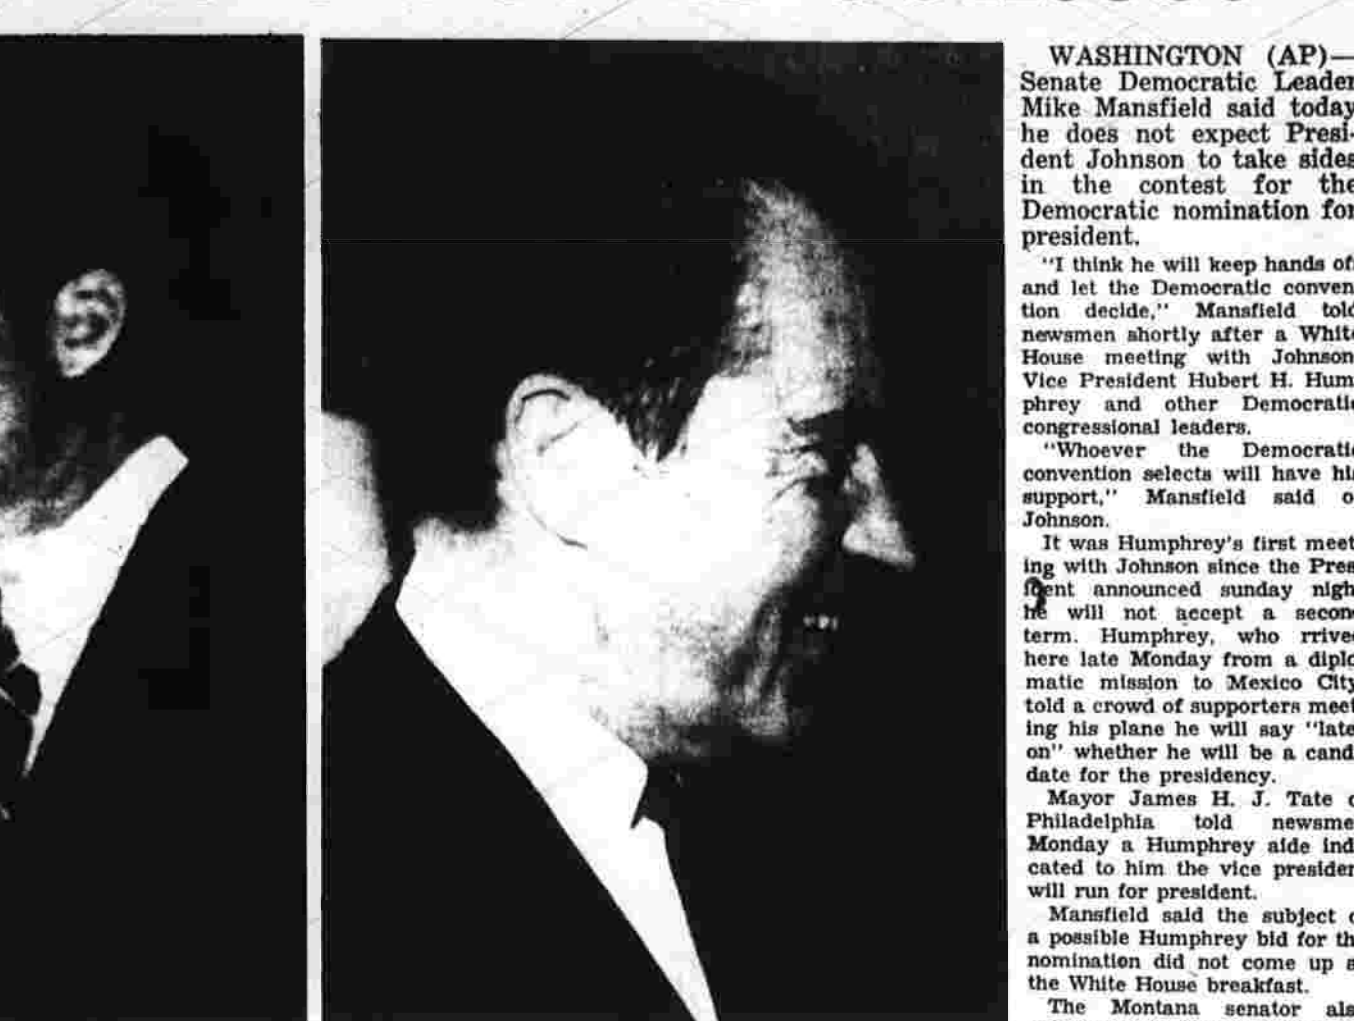 WASHINGTON (AP)—
Senate Democratic Leader
Mike Mansfield said today
he does not expect Presi-
dent Johnson to take sides
in the contest for the
Democratic nomination for
president.
"I think he will keep hands of
and let the Democratic conven
tion decide," Mansfield told
newsmen shortly after a White
House meeting with Johnson
Vice President Hubert H. Hum
phrey and other Democratic
congressional leaders.
"Whoever the Democratic
convention selects will have his
support," Mansfield said o
Johnson.
It was Humphrey's first meet
ing with Johnson since the Pres
ident announced sunday nigh
he will not accept a second
term. Humphrey, who rrived
here late Monday from a diplo
matic mission to Mexico City
told a crowd of supporters meet
ing his plane he will say "late
on" whether he will be a candi
date for the presidency.
Mayor James H. J. Tate o
Philadelphia told newsme
Monday a Humphrey aide indi
cated to him the vice presiden
will run for president.
Mansfield said the subject o
a possible Humphrey bid for th
nomination did not come up a
the White House breakfast.
The Montana senator als